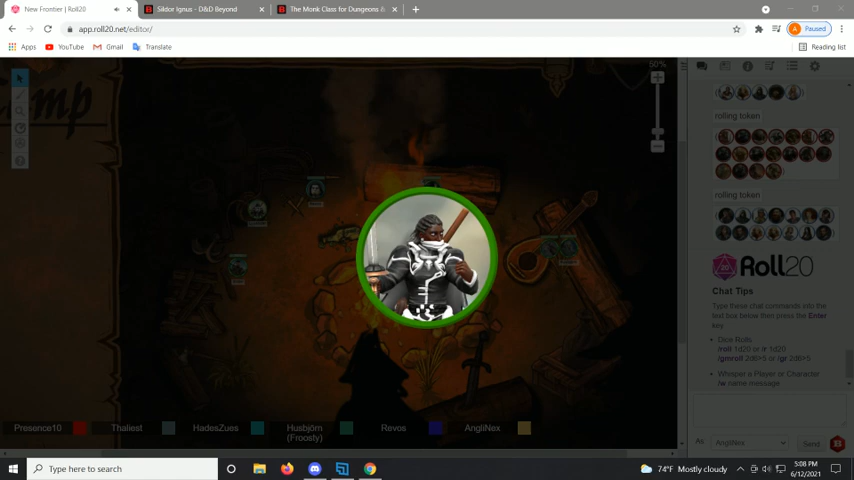 New Frontier | Roll20
Sildor Ignus - D&D Beyond
The Monk Class for Dungeons &
app.roll20.net/editor/
Paused
Apps
YouTube
Gmail
Translate
Reading list
50%
rolling token
rolling token
Roll20
Chat Tips
Type these chat commands into the
text box below then press the Enter
key.
Dice Rolls
/roll 1d20 or /r 1d20
/gmroll 2d6>5 or /gr 2d6>5
Whisper a Player or Character
/w name message
Presence10
Thaliest
HadesZues
Husbjörn
(Froosty)
Revos
AngliNex
As
AngliNex
Send
Type here to search
74°F Mostly cloudy
5:08 PM
6/12/2021